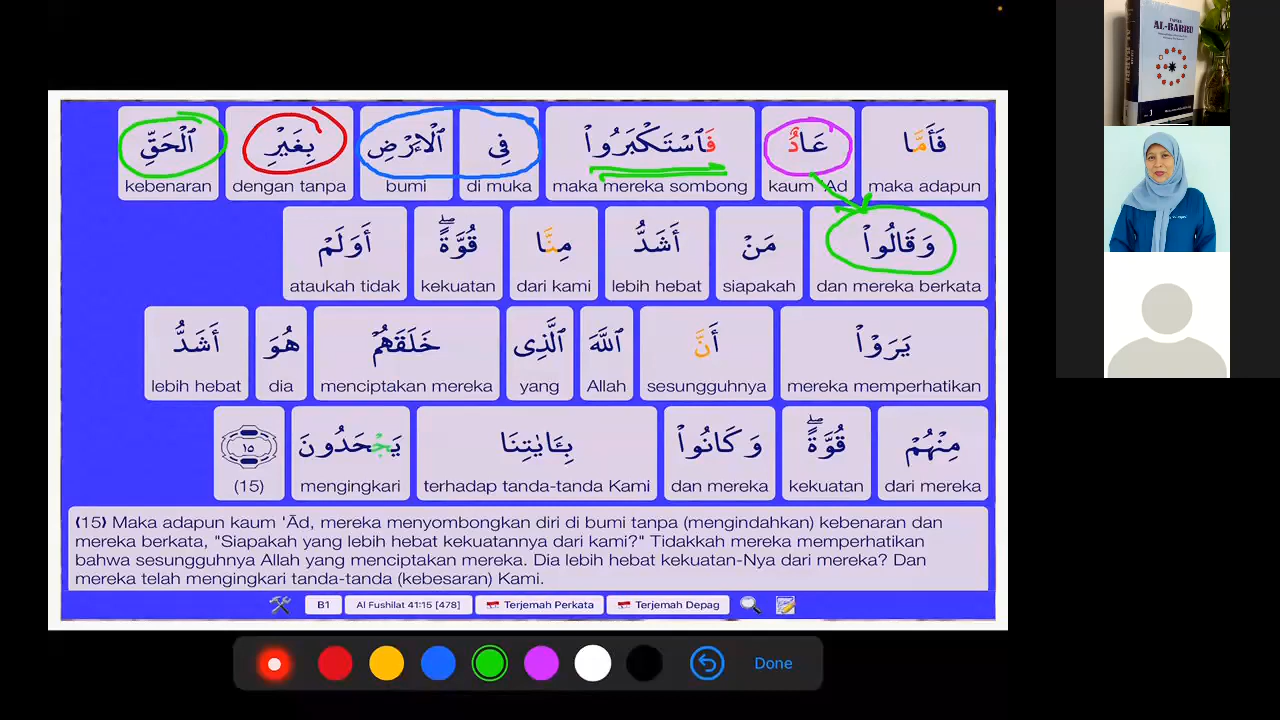 فَأَمَّا عَادٌ فَٱسْتَكْبَرُوا۟ فِى ٱلْأَرْضِ بِغَيْرِ ٱلْحَقِّ
maka adapun kaum 'Ad maka mereka sombong di muka bumi dengan tanpa kebenaran
وَقَالُوا۟ مَنْ أَشَدُّ مِنَّا قُوَّةً ۖ أَوَلَمْ
dan mereka berkata siapakah lebih hebat dari kami kekuatan ataukah tidak
يَرَوْا۟ أَنَّ ٱللَّهَ ٱلَّذِى خَلَقَهُمْ هُوَ أَشَدُّ
mereka memperhatikan sesungguhnya Allah yang menciptakan mereka dia lebih hebat
مِنْهُمْ قُوَّةً ۖ وَكَانُوا۟ بِـَٔايَٰتِنَا يَجْحَدُونَ ١٥
dari mereka kekuatan dan mereka terhadap tanda-tanda Kami mengingkari (15)
(15) Maka adapun kaum 'Ād, mereka menyombongkan diri di bumi tanpa (mengindahkan) kebenaran dan
mereka berkata, "Siapakah yang lebih hebat kekuatannya dari kami?" Tidakkah mereka memperhatikan
bahwa sesungguhnya Allah yang menciptakan mereka. Dia lebih hebat kekuatan-Nya dari mereka? Dan
mereka telah mengingkari tanda-tanda (kebesaran) Kami.
B1 Al Fushilat 41:15 [478] Terjemah Perkata Terjemah Depag
Done
AL-BARRU